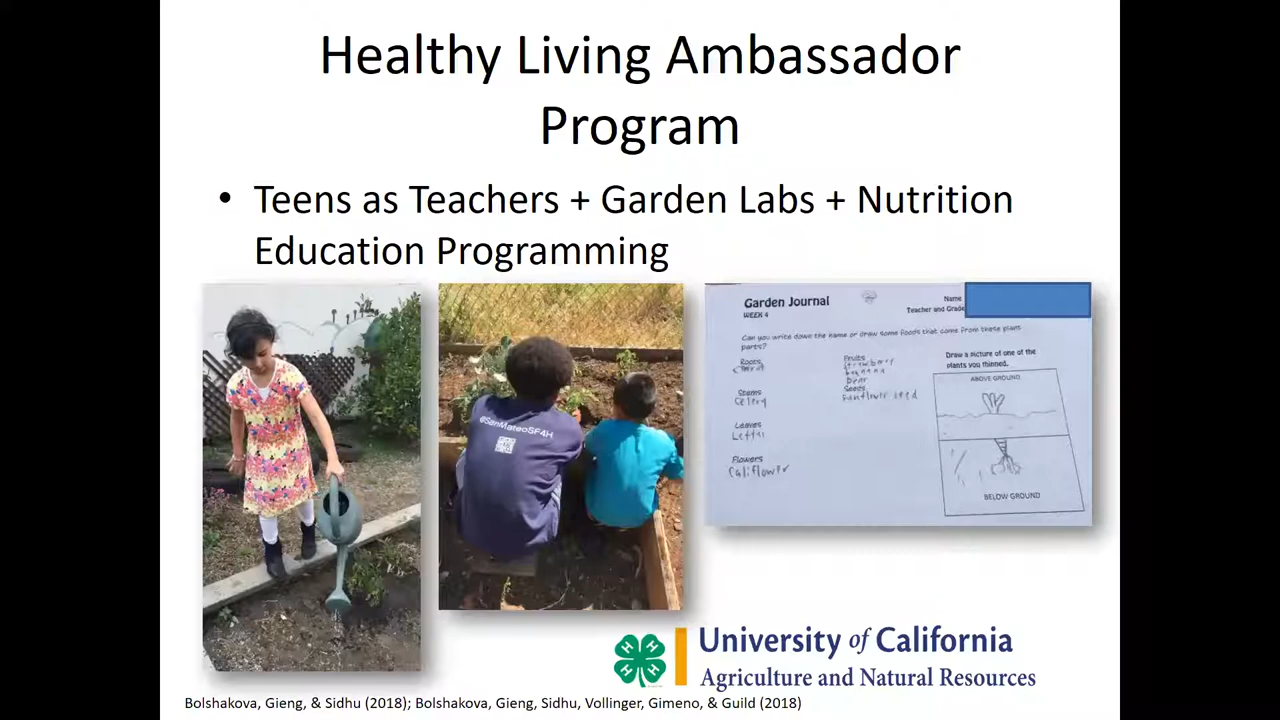 Healthy Living Ambassador
Program
• Teens as Teachers + Garden Labs + Nutrition
Education Programming
@SanMateoSF4H
Garden Journal
WEEK 4
Name
Teacher and Grade
Can you write down the name or draw some foods that come from these plant
parts?
Roots
Carrot
Stems
Celery
Leaves
Flowers
Califlower
Fruits
banana
Seeds
Sunflower seed
Draw a picture of one of the
plants you thinned.
ABOVE GROUND
BELOW GROUND
H H H H
University of California
Agriculture and Natural Resources
Bolshakova, Gieng, & Sidhu (2018); Bolshakova, Gieng, Sidhu, Vollinger, Gimeno, & Guild (2018)